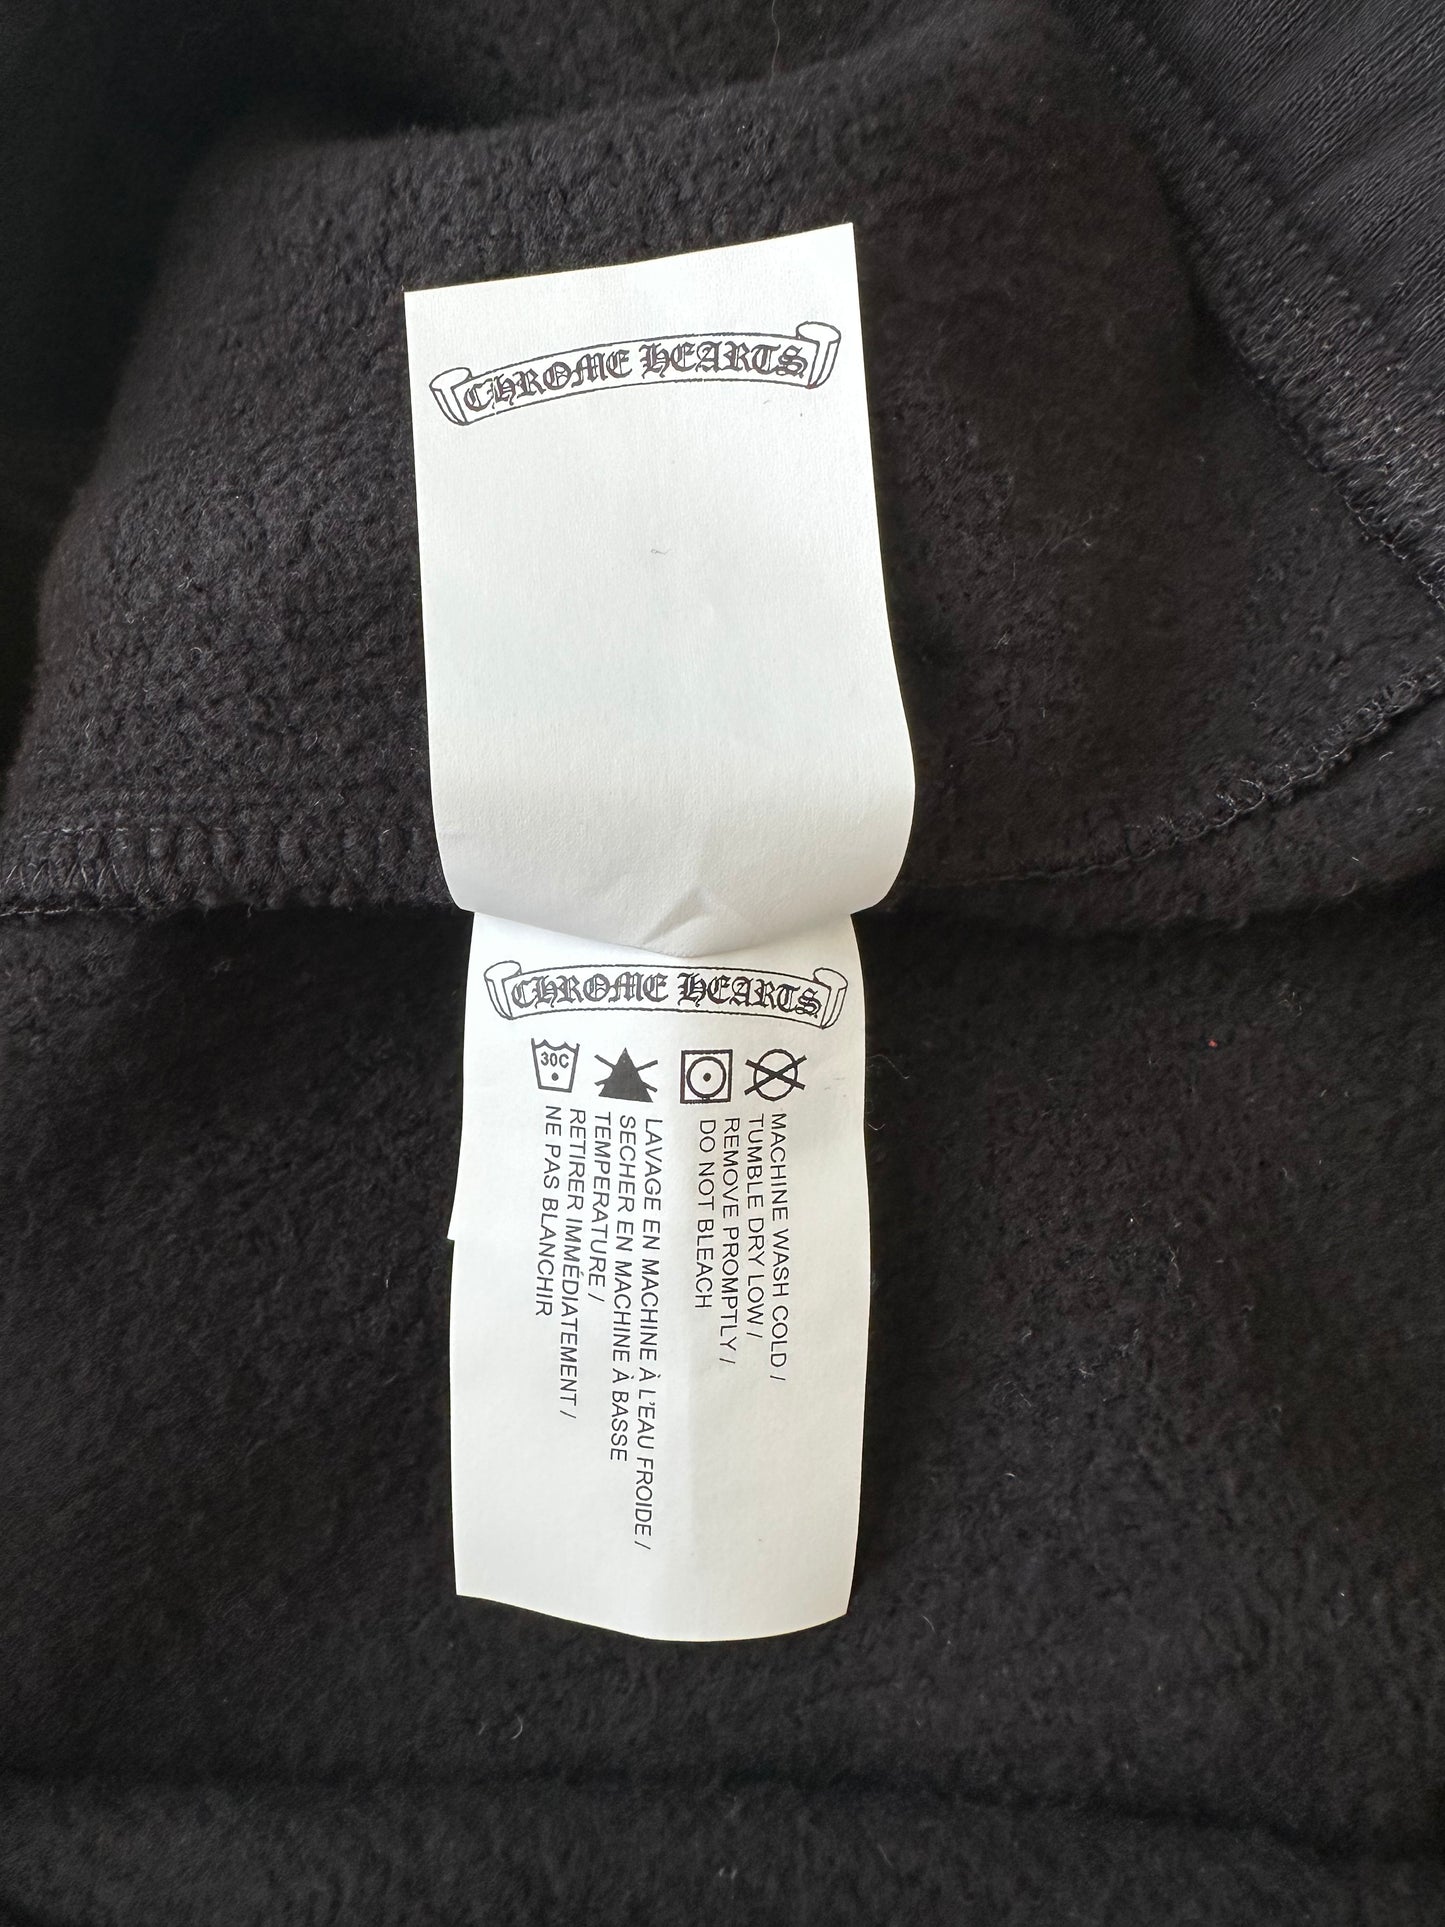 CHROME HEARTS
CHROME HEARTS
30C
MACHINE WASH COLD /
TUMBLE DRY LOW /
REMOVE PROMPTLY /
DO NOT BLEACH
LAVAGE EN MACHINE À L'EAU FROIDE /
SECHER EN MACHINE À BASSE
TEMPERATURE /
RETIRER IMMÉDIATEMENT /
NE PAS BLANCHIR